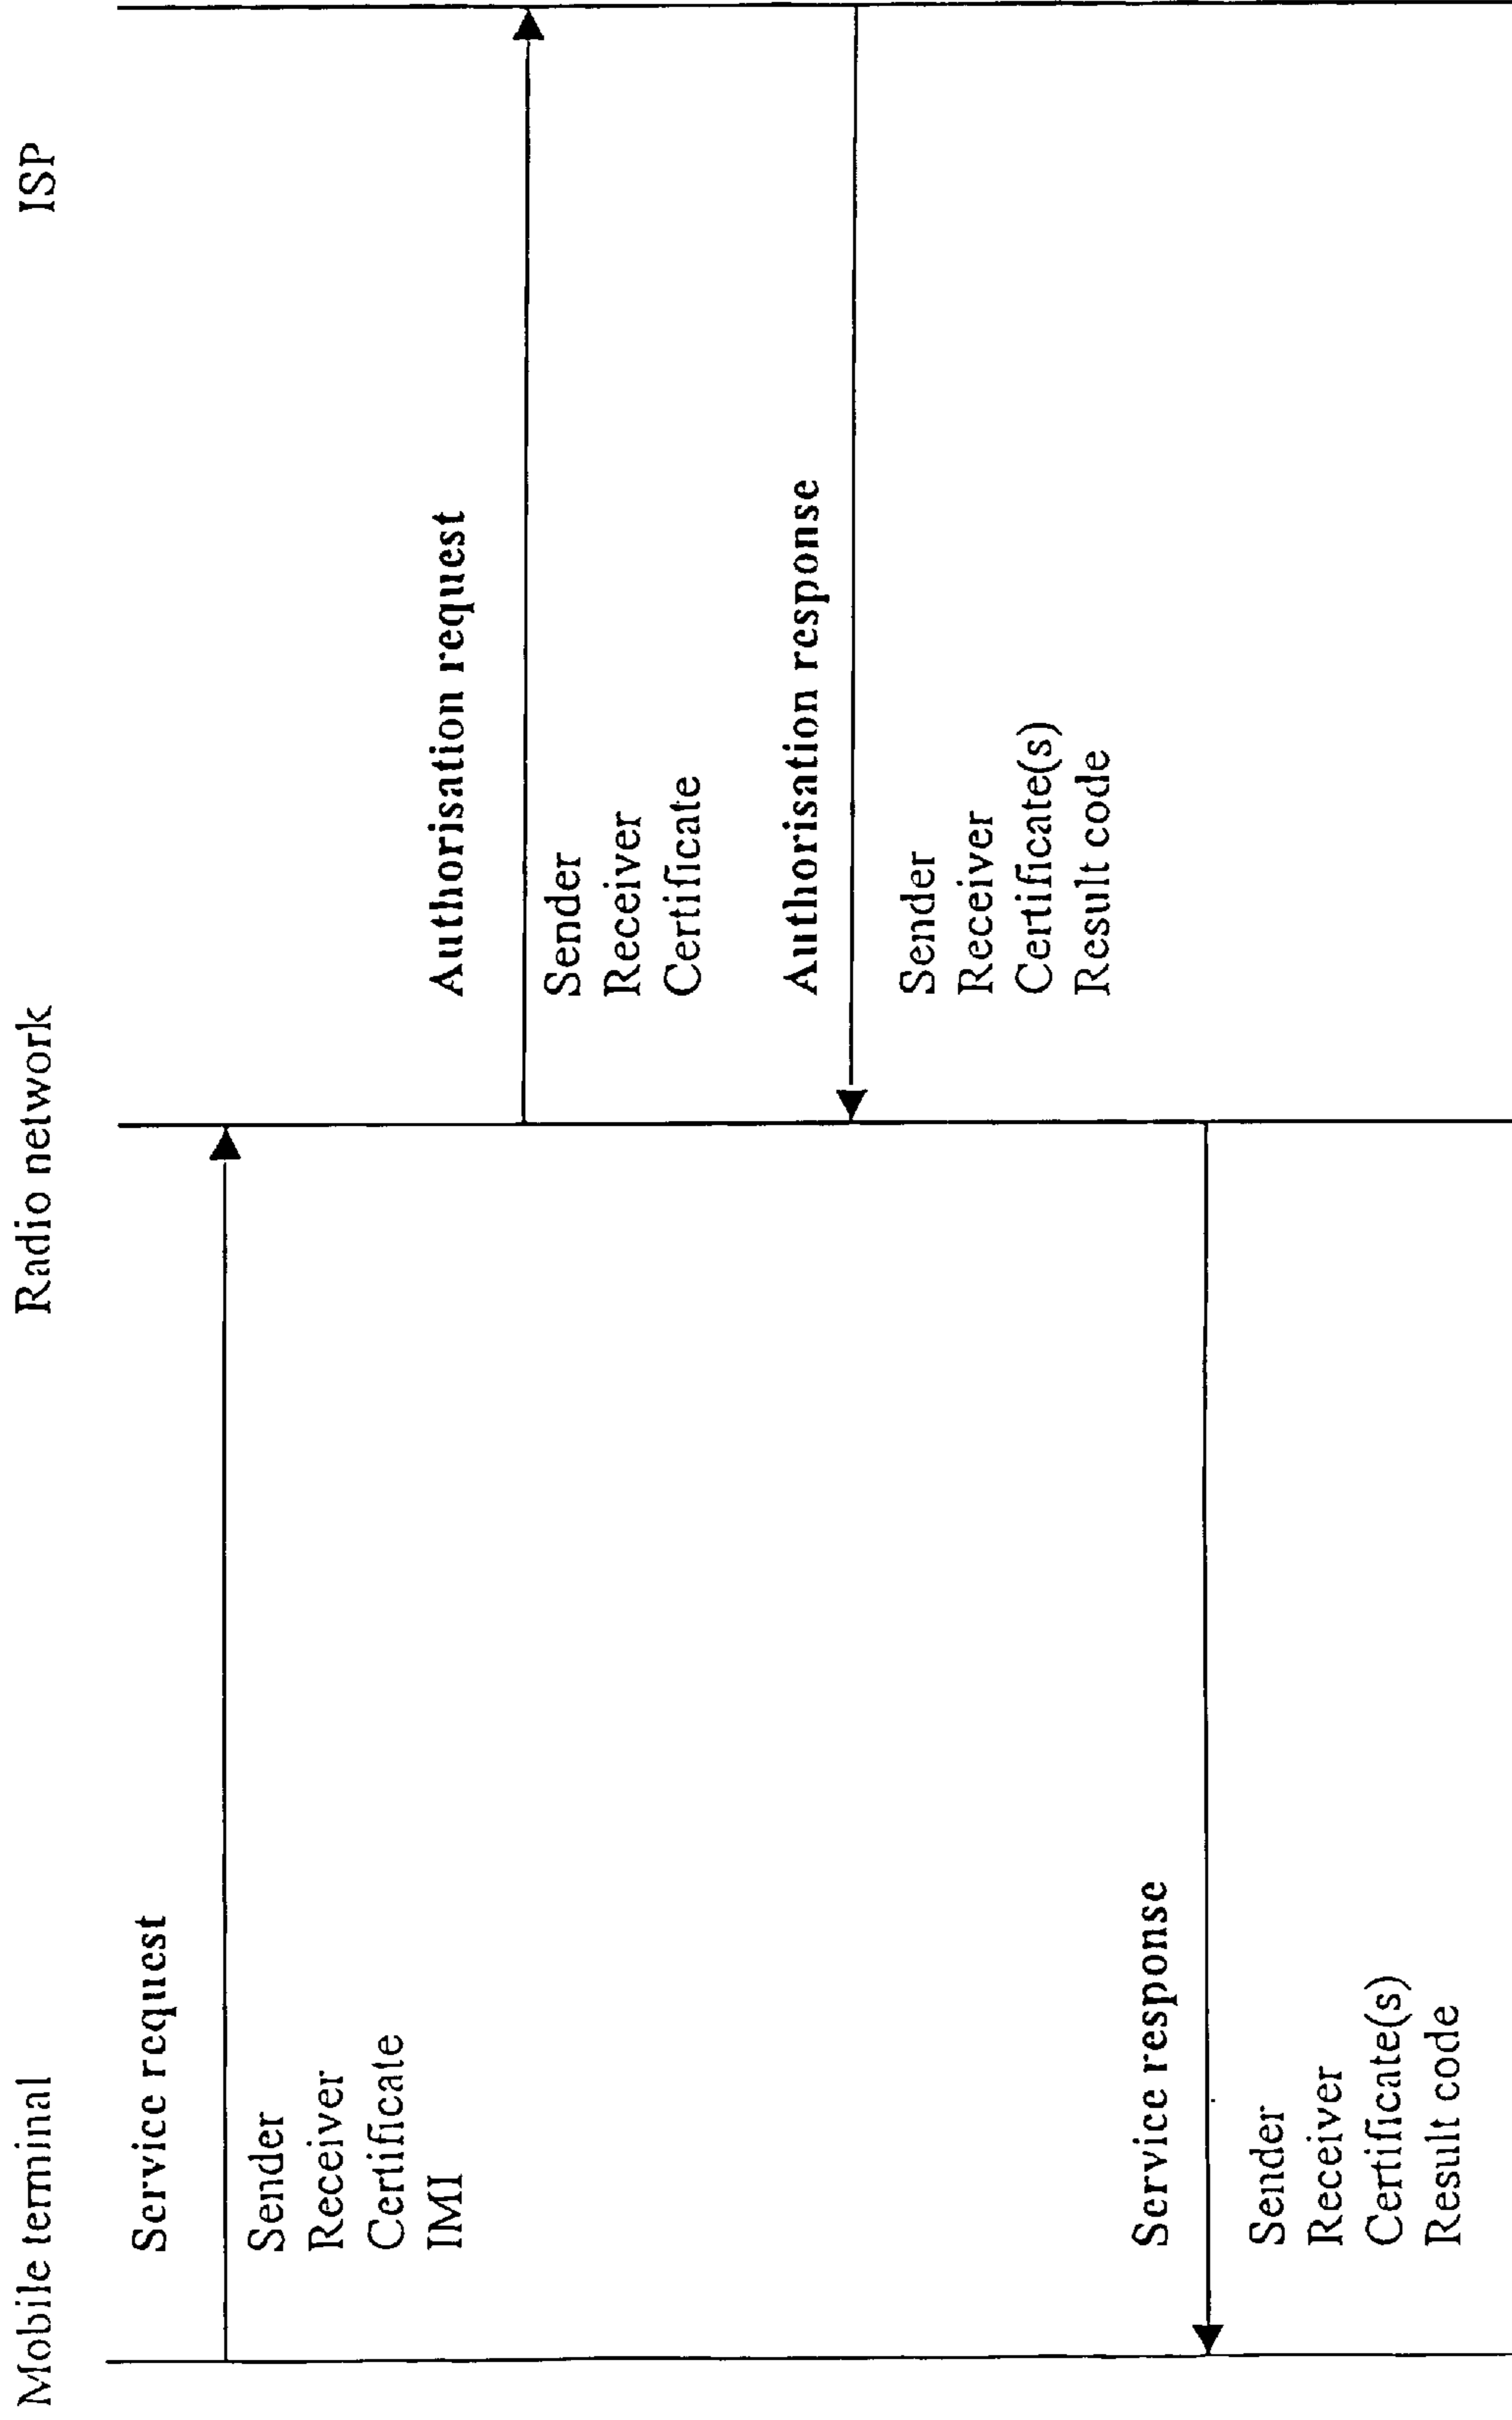 Mobile terminal
Radio network
ISP
Service request
Sender
Receiver
Certificate
IMI
Authorisation request
Sender
Receiver
Certificate
Authorisation response
Sender
Receiver
Certificate(s)
Result code
Service response
Sender
Receiver
Certificate(s)
Result code